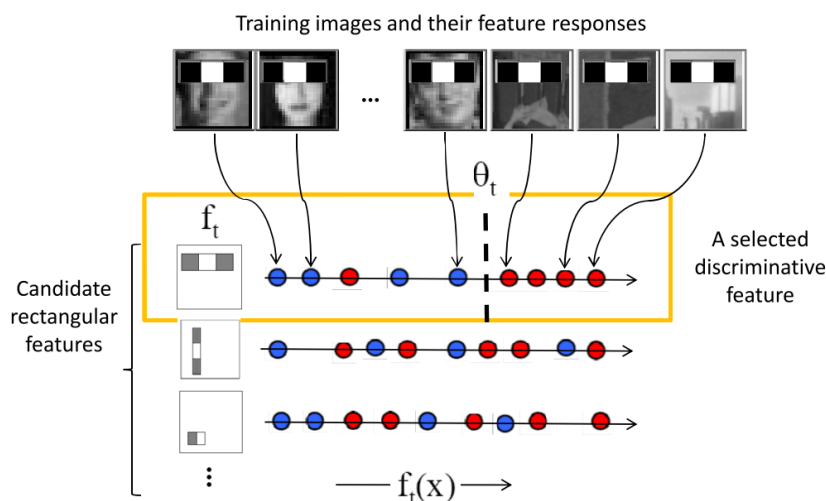 Training images and their feature responses
...
θt
ft
A selected
discriminative
feature
Candidate
rectangular
features
ft(x)